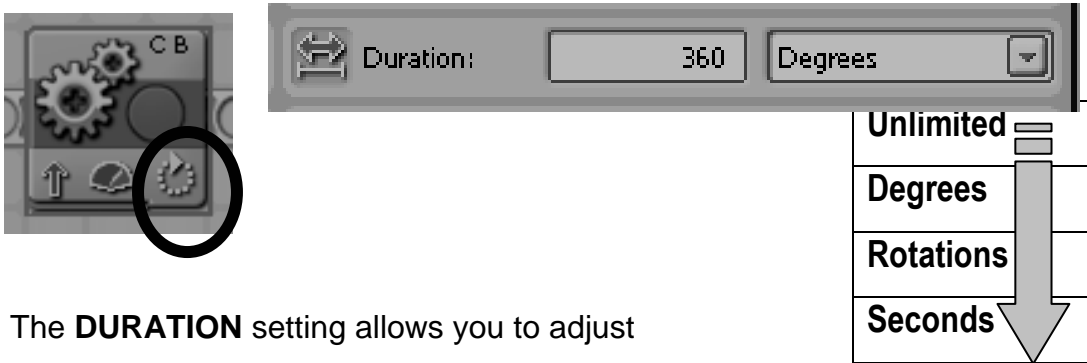 C B
Duration: 360 Degrees
Unlimited
Degrees
Rotations
Seconds
The DURATION setting allows you to adjust